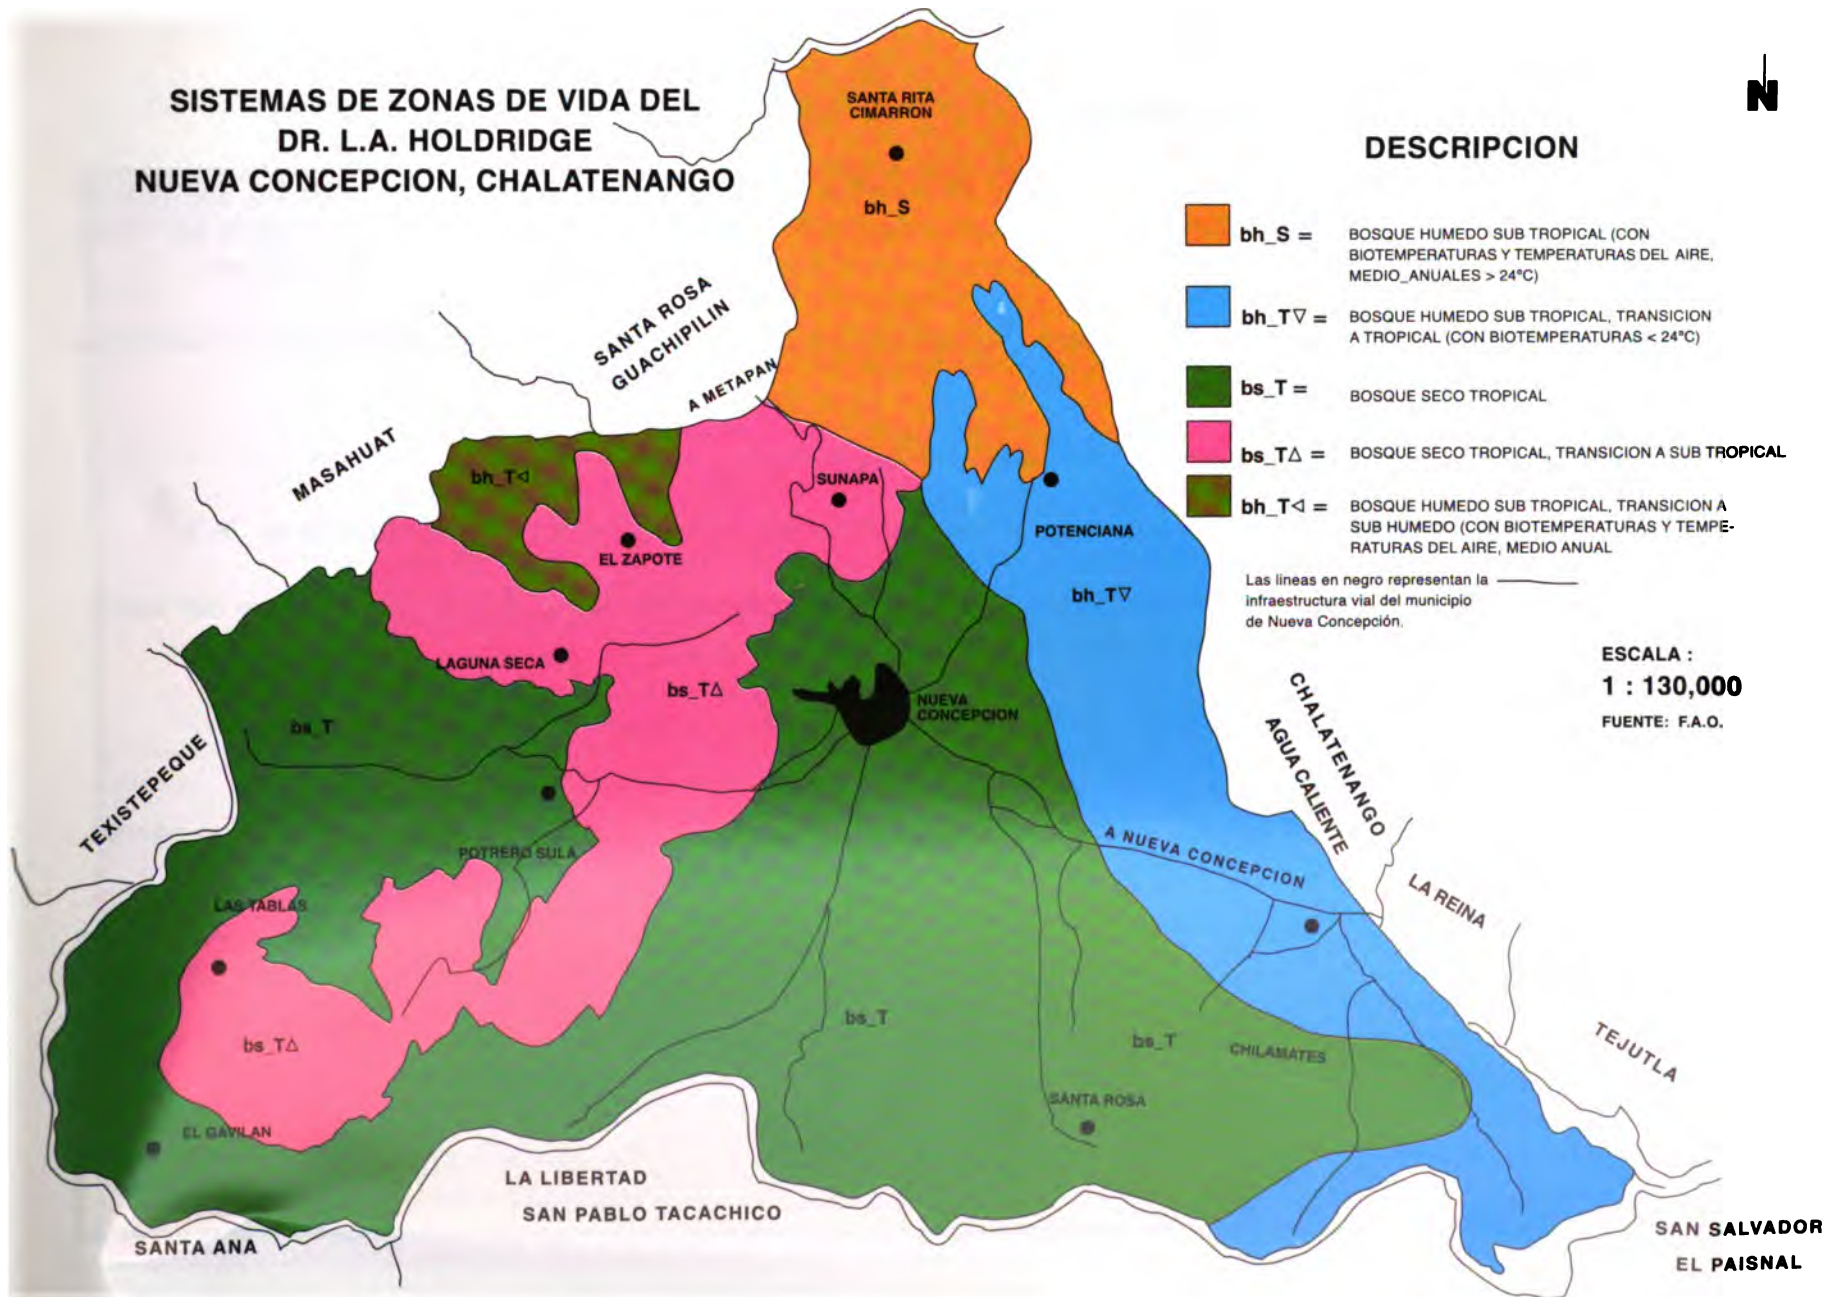 SISTEMAS DE ZONAS DE VIDA DEL
DR. L.A. HOLDRIDGE
NUEVA CONCEPCION, CHALATENANGO
N
DESCRIPCION
bh_S =
BOSQUE HUMEDO SUB TROPICAL (CON
BIOTEMPERATURAS Y TEMPERATURAS DEL AIRE,
MEDIO_ANUALES > 24°C)
bh_T▽ =
BOSQUE HUMEDO SUB TROPICAL, TRANSICION
A TROPICAL (CON BIOTEMPERATURAS < 24°C)
bs_T =
BOSQUE SECO TROPICAL
bs_T△ =
BOSQUE SECO TROPICAL, TRANSICION A SUB TROPICAL
bh_T◁ =
BOSQUE HUMEDO SUB TROPICAL, TRANSICION A
SUB HUMEDO (CON BIOTEMPERATURAS Y TEMPE-
RATURAS DEL AIRE, MEDIO ANUAL
Las lineas en negro representan la
infraestructura vial del municipio
de Nueva Concepción.
ESCALA :
1 : 130,000
FUENTE: F.A.O.
SANTA RITA
CIMARRON
bh_S
SANTA ROSA
GUACHIPILIN
A METAPAN
MASAHUAT
bh_T◁
SUNAPA
EL ZAPOTE
POTENCIANA
bh_T▽
LAGUNA SECA
bs_T△
NUEVA
CONCEPCION
bs_T
TEXISTEPEQUE
CHALATENANGO
AGUA CALIENTE
POTRERO SULA
A NUEVA CONCEPCION
LA REINA
LAS TABLAS
bs_T△
bs_T
bs_T
CHILAMATES
TEJUTLA
SANTA ROSA
EL GAVILAN
LA LIBERTAD
SAN PABLO TACACHICO
SANTA ANA
SAN SALVADOR
EL PAISNAL